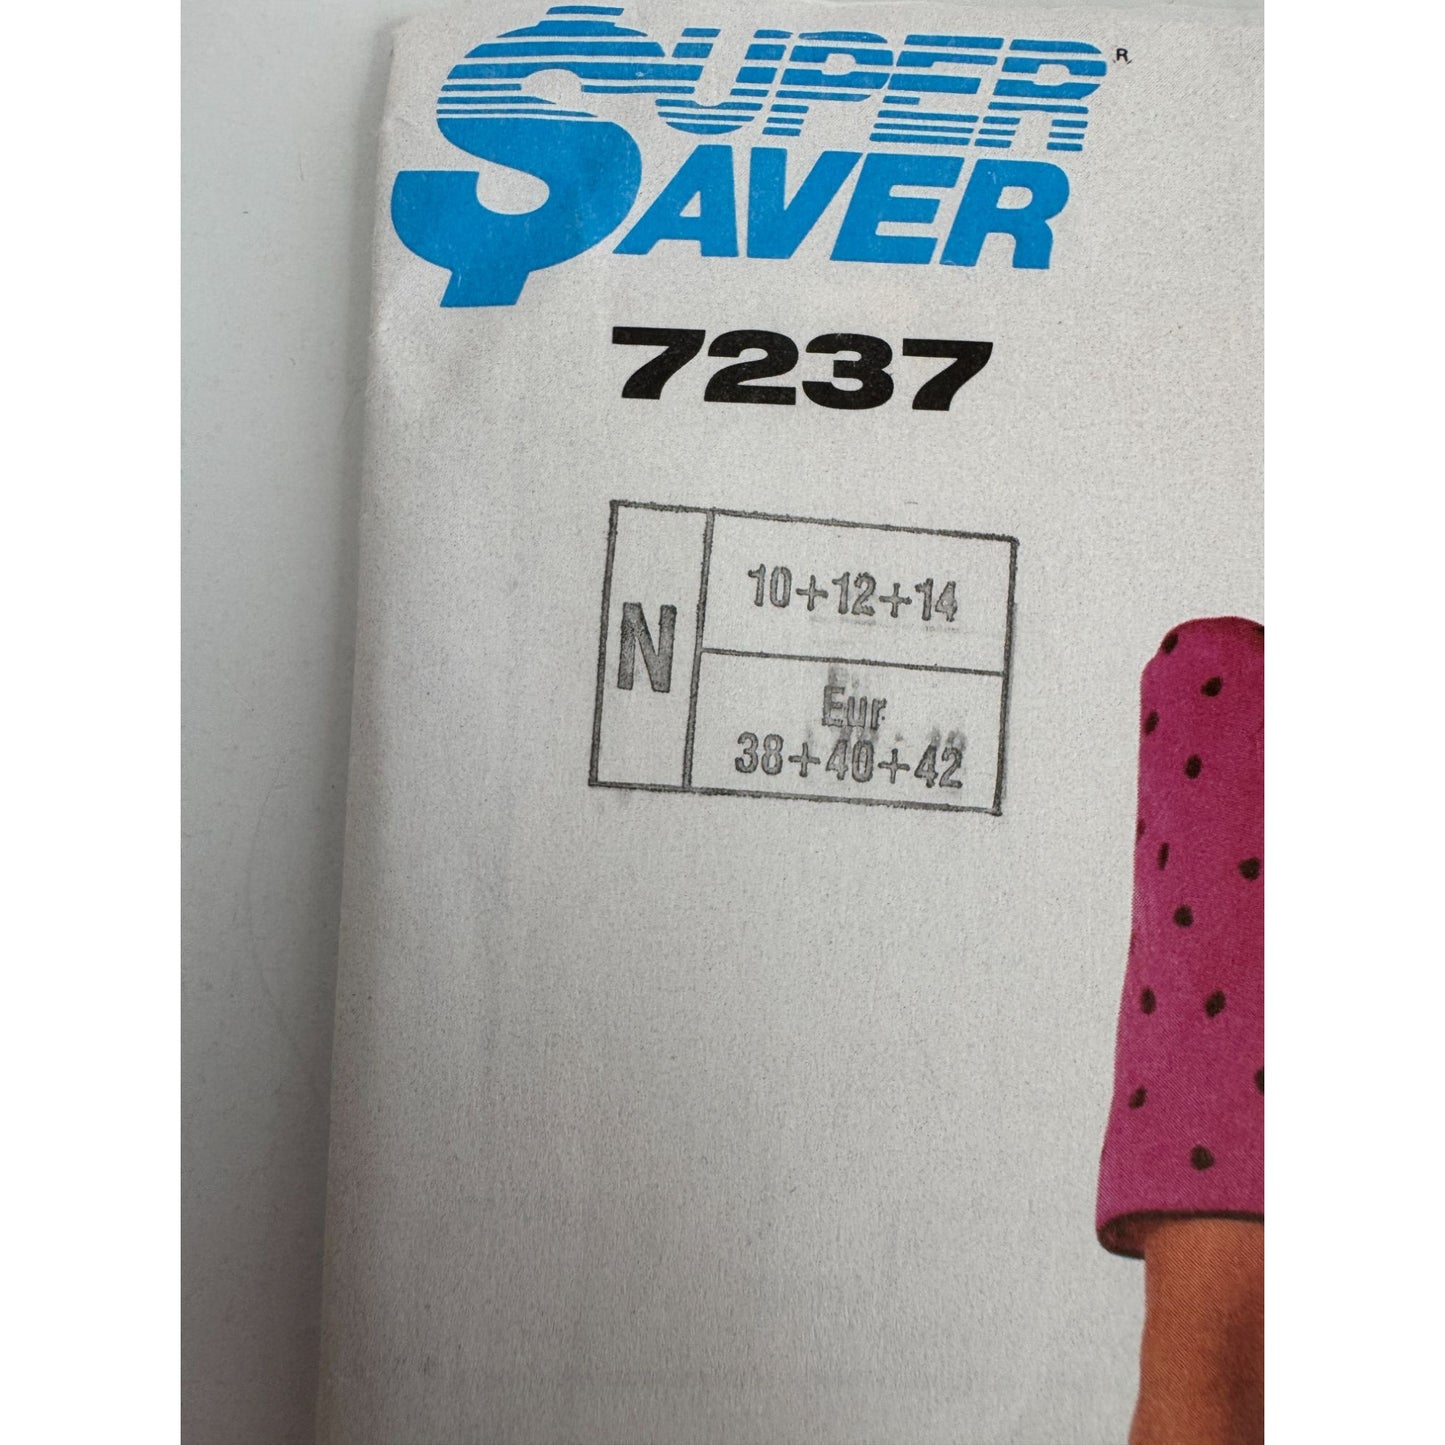 SUPER®
SAVER
7237
N
10+12+14
Eur
38+40+42